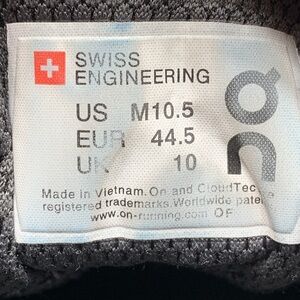 SWISS
ENGINEERING
US M10.5
EUR 44.5
UK 10
Made in Vietnam. On and CloudTec
registered trademarks. Worldwide
www.on-running.com OF